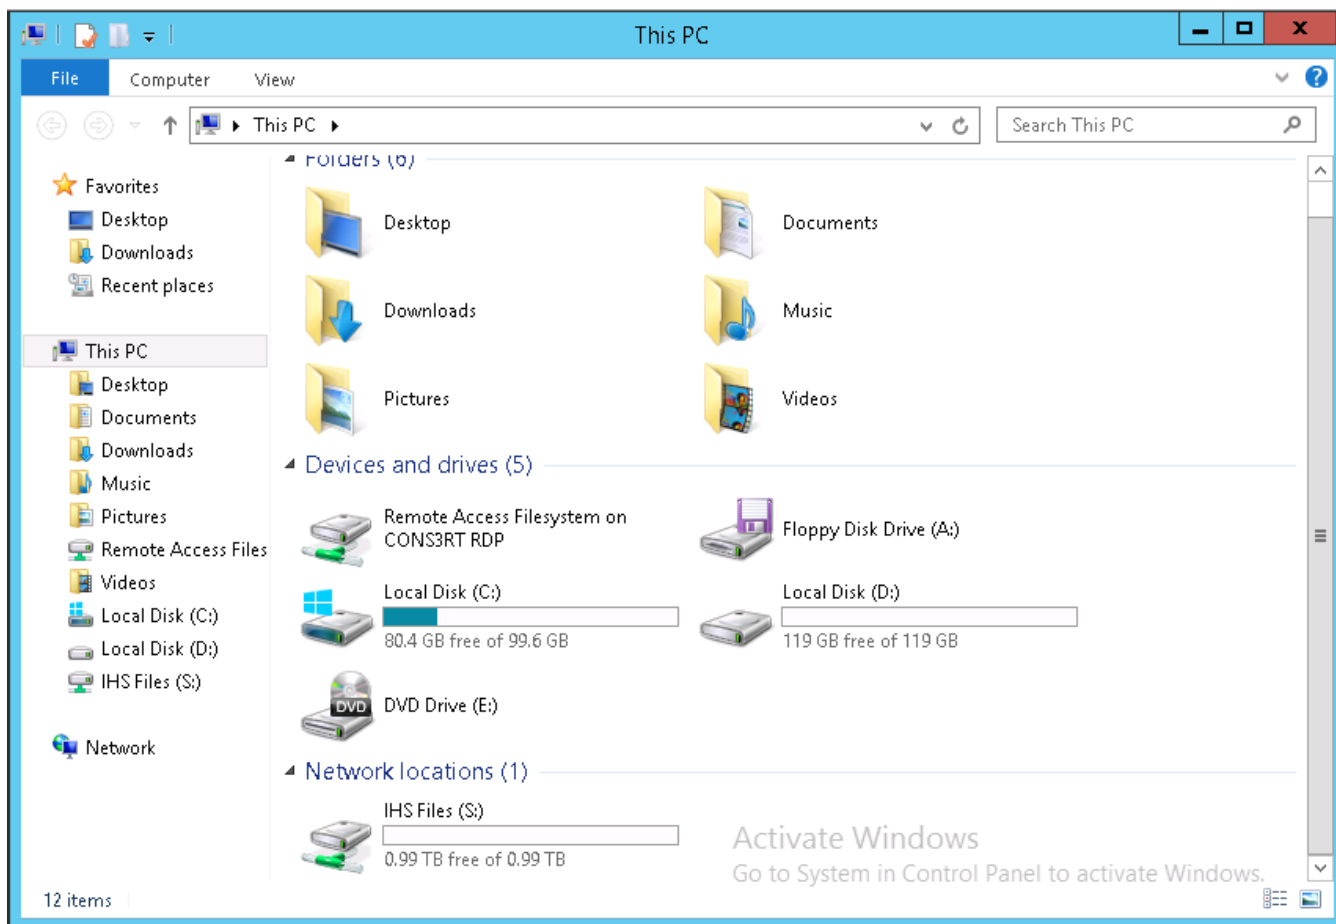 This PC
File Computer View
This PC
Search This PC
Folders (6)
Favorites
Desktop
Downloads
Recent places
This PC
Desktop
Documents
Downloads
Music
Pictures
Remote Access Files
Videos
Local Disk (C:)
Local Disk (D:)
IHS Files (S:)
Network
Desktop
Documents
Downloads
Music
Pictures
Videos
Devices and drives (5)
Remote Access Filesystem on
CONS3RT RDP
Floppy Disk Drive (A:)
Local Disk (C:)
80.4 GB free of 99.6 GB
Local Disk (D:)
119 GB free of 119 GB
DVD
DVD Drive (E:)
Network locations (1)
IHS Files (S:)
0.99 TB free of 0.99 TB
Activate Windows
Go to System in Control Panel to activate Windows.
12 items